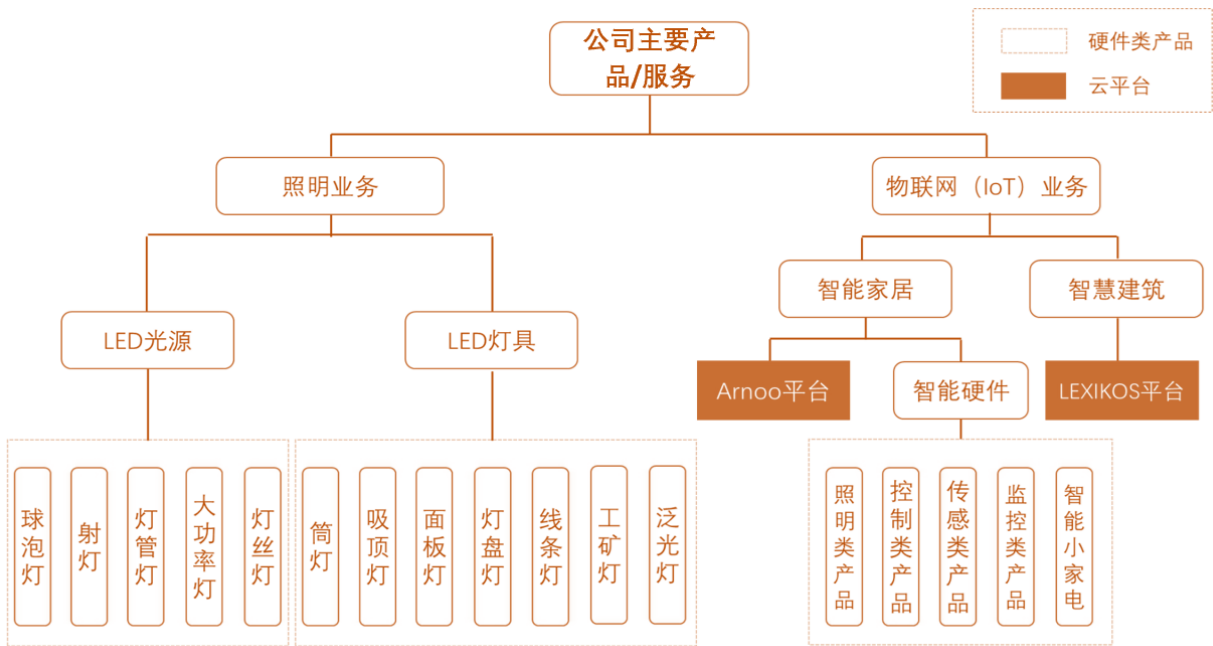 公司主要产
品/服务
硬件类产品
云平台
照明业务
物联网（IoT）业务
智能家居
智慧建筑
LED光源
LED灯具
Arnoo平台
智能硬件
LEXIKOS平台
球泡灯
射灯
灯管灯
大功率灯
灯丝灯
筒灯
吸顶灯
面板灯
灯盘灯
线条灯
工矿灯
泛光灯
照明类产品
控制类产品
传感类产品
监控类产品
智能小家电